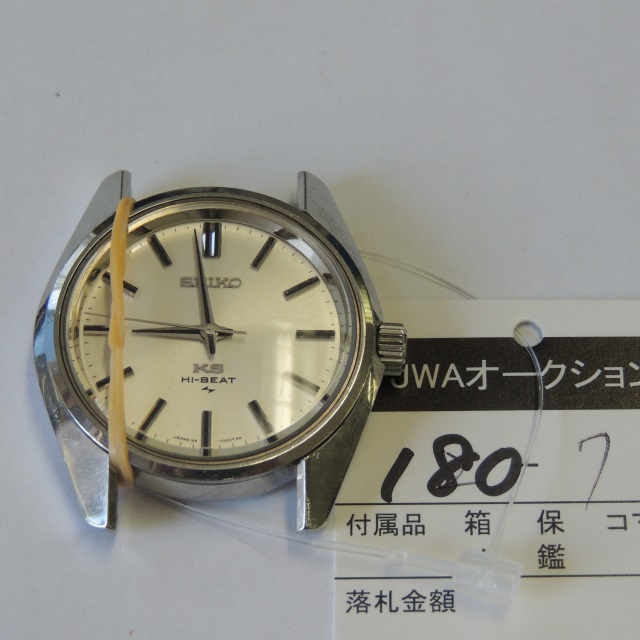 SEIKO
KS
HI-BEAT
JWAオークション
180-7
付属品 箱 保 コマ
鑑
落札金額